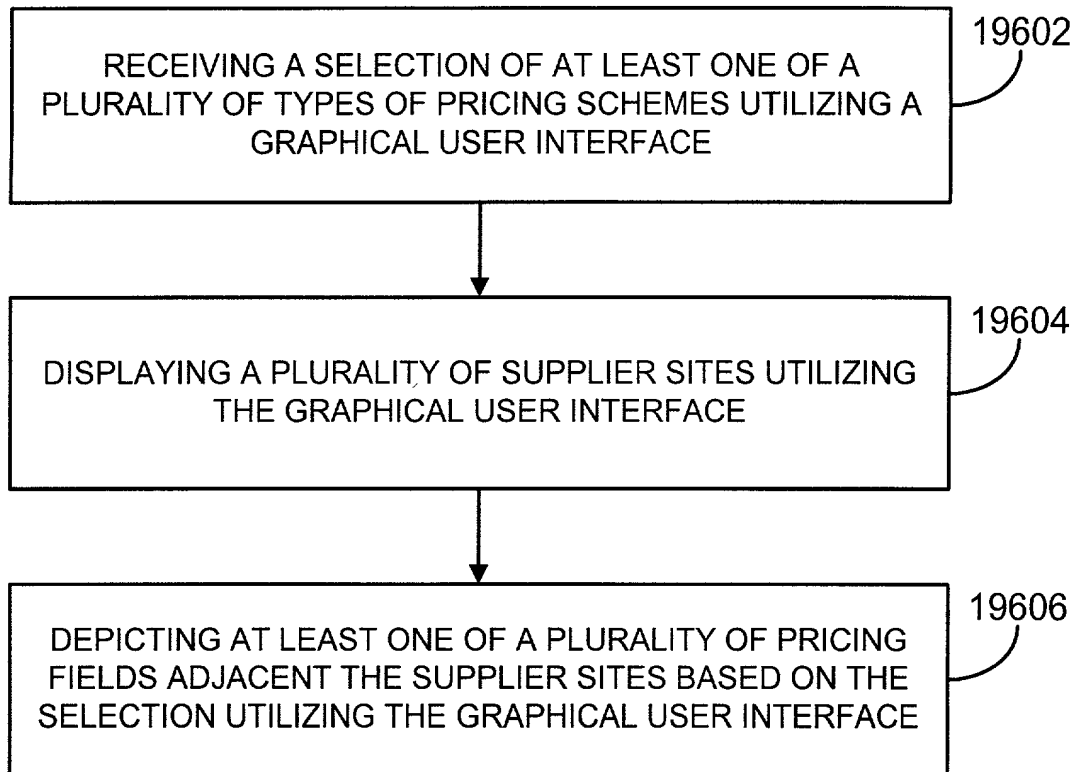 19602
RECEIVING A SELECTION OF AT LEAST ONE OF A
PLURALITY OF TYPES OF PRICING SCHEMES UTILIZING A
GRAPHICAL USER INTERFACE
19604
DISPLAYING A PLURALITY OF SUPPLIER SITES UTILIZING
THE GRAPHICAL USER INTERFACE
19606
DEPICTING AT LEAST ONE OF A PLURALITY OF PRICING
FIELDS ADJACENT THE SUPPLIER SITES BASED ON THE
SELECTION UTILIZING THE GRAPHICAL USER INTERFACE